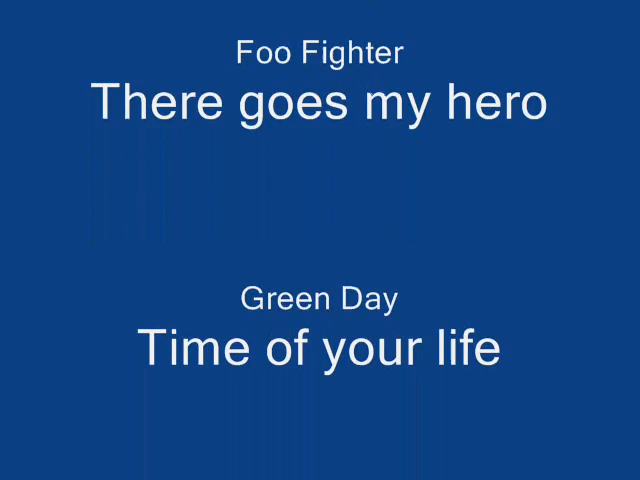 Foo Fighter
There goes my hero
Green Day
Time of your life